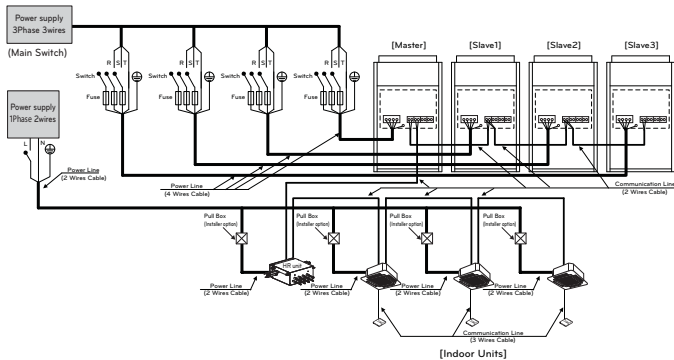 Power supply
3Phase 3wires
(Main Switch)
R S T
R S T
R S T
R S T
Switch
Switch
Switch
Switch
Fuse
Fuse
Fuse
Fuse
[Master]
[Slave1]
[Slave2]
[Slave3]
Power supply
1Phase 2wires
L
N
Power Line
(2 Wires Cable)
Power Line
(4 Wires Cable)
Communication Line
(2 Wires Cable)
Pull Box
(Installer option)
Pull Box
(Installer option)
Pull Box
(Installer option)
Pull Box
(Installer option)
HR unit
Power Line
(2 Wires Cable)
Power Line
(2 Wires Cable)
Power Line
(2 Wires Cable)
Power Line
(2 Wires Cable)
Communication Line
(3 Wires Cable)
[Indoor Units]